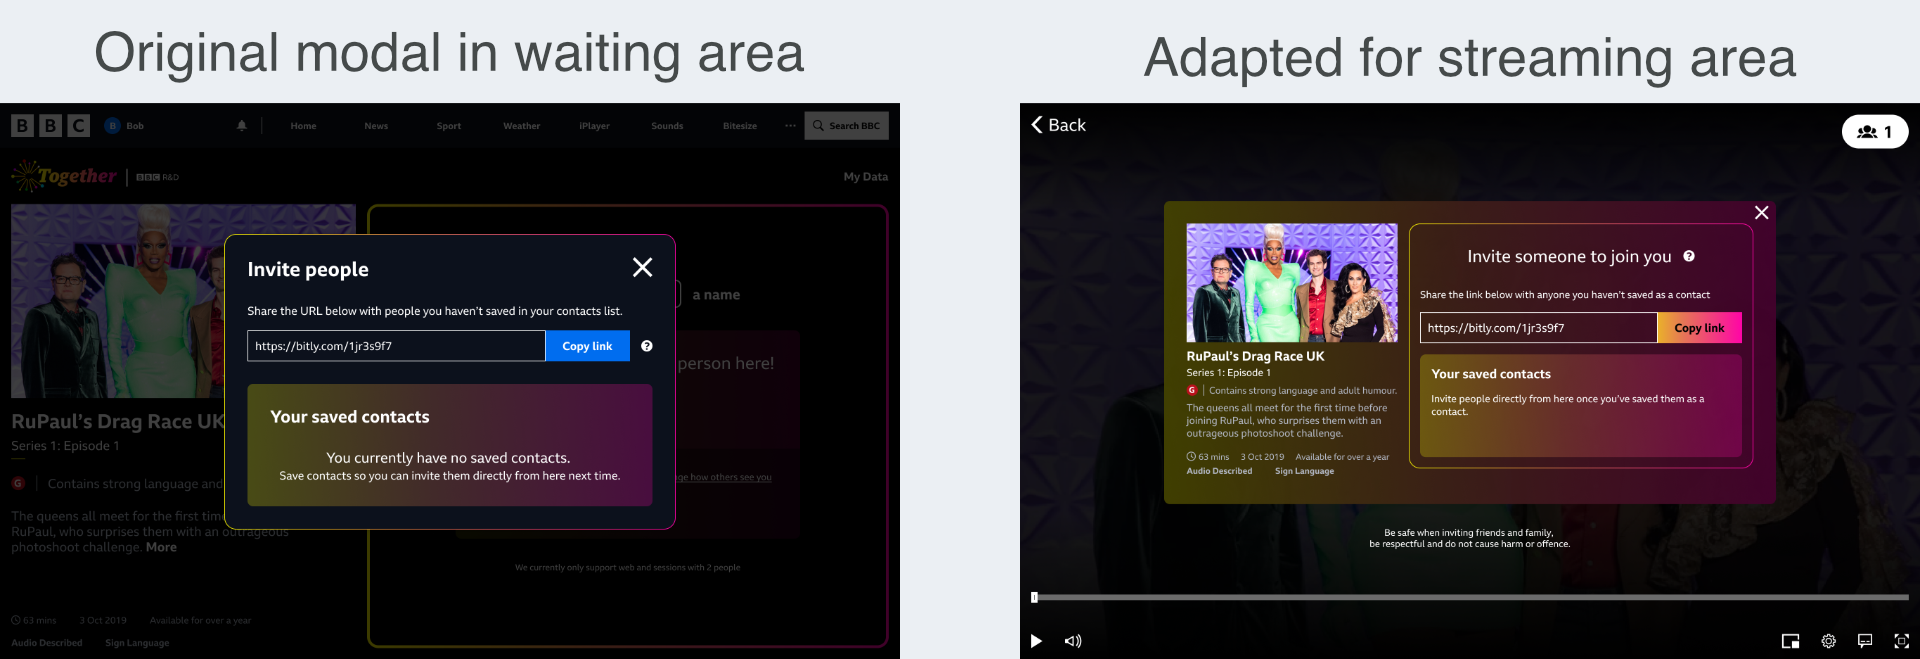 Original modal in waiting area
BBC
B Bob
Home
News
Sport
Weather
iPlayer
Sounds
Bitesize
Search BBC
Together
BBC R&D
My Data
a name
Invite people
Share the URL below with people you haven't saved in your contacts list.
https://bitly.com/1jr3s9f7
Copy link
?
person here!
Your saved contacts
You currently have no saved contacts.
Save contacts so you can invite them directly from here next time.
ge how others see you
RuPaul's Drag Race UK
Series 1: Episode 1
G Contains strong language and
The queens all meet for the first time
RuPaul, who surprises them with an outrageous
photoshoot challenge. More
We currently only support web and sessions with 2 people
63 mins
3 Oct 2019
Available for over a year
Audio Described
Sign Language
Adapted for streaming area
Back
1
RuPaul's Drag Race UK
Series 1: Episode 1
G Contains strong language and adult humour.
The queens all meet for the first time before
joining RuPaul, who surprises them with an
outrageous photoshoot challenge.
63 mins
3 Oct 2019
Available for over a year
Audio Described
Sign Language
Invite someone to join you ?
Share the link below with anyone you haven't saved as a contact
https://bitly.com/1jr3s9f7
Copy link
Your saved contacts
Invite people directly from here once you've saved them as a
contact.
Be safe when inviting friends and family,
be respectful and do not cause harm or offence.